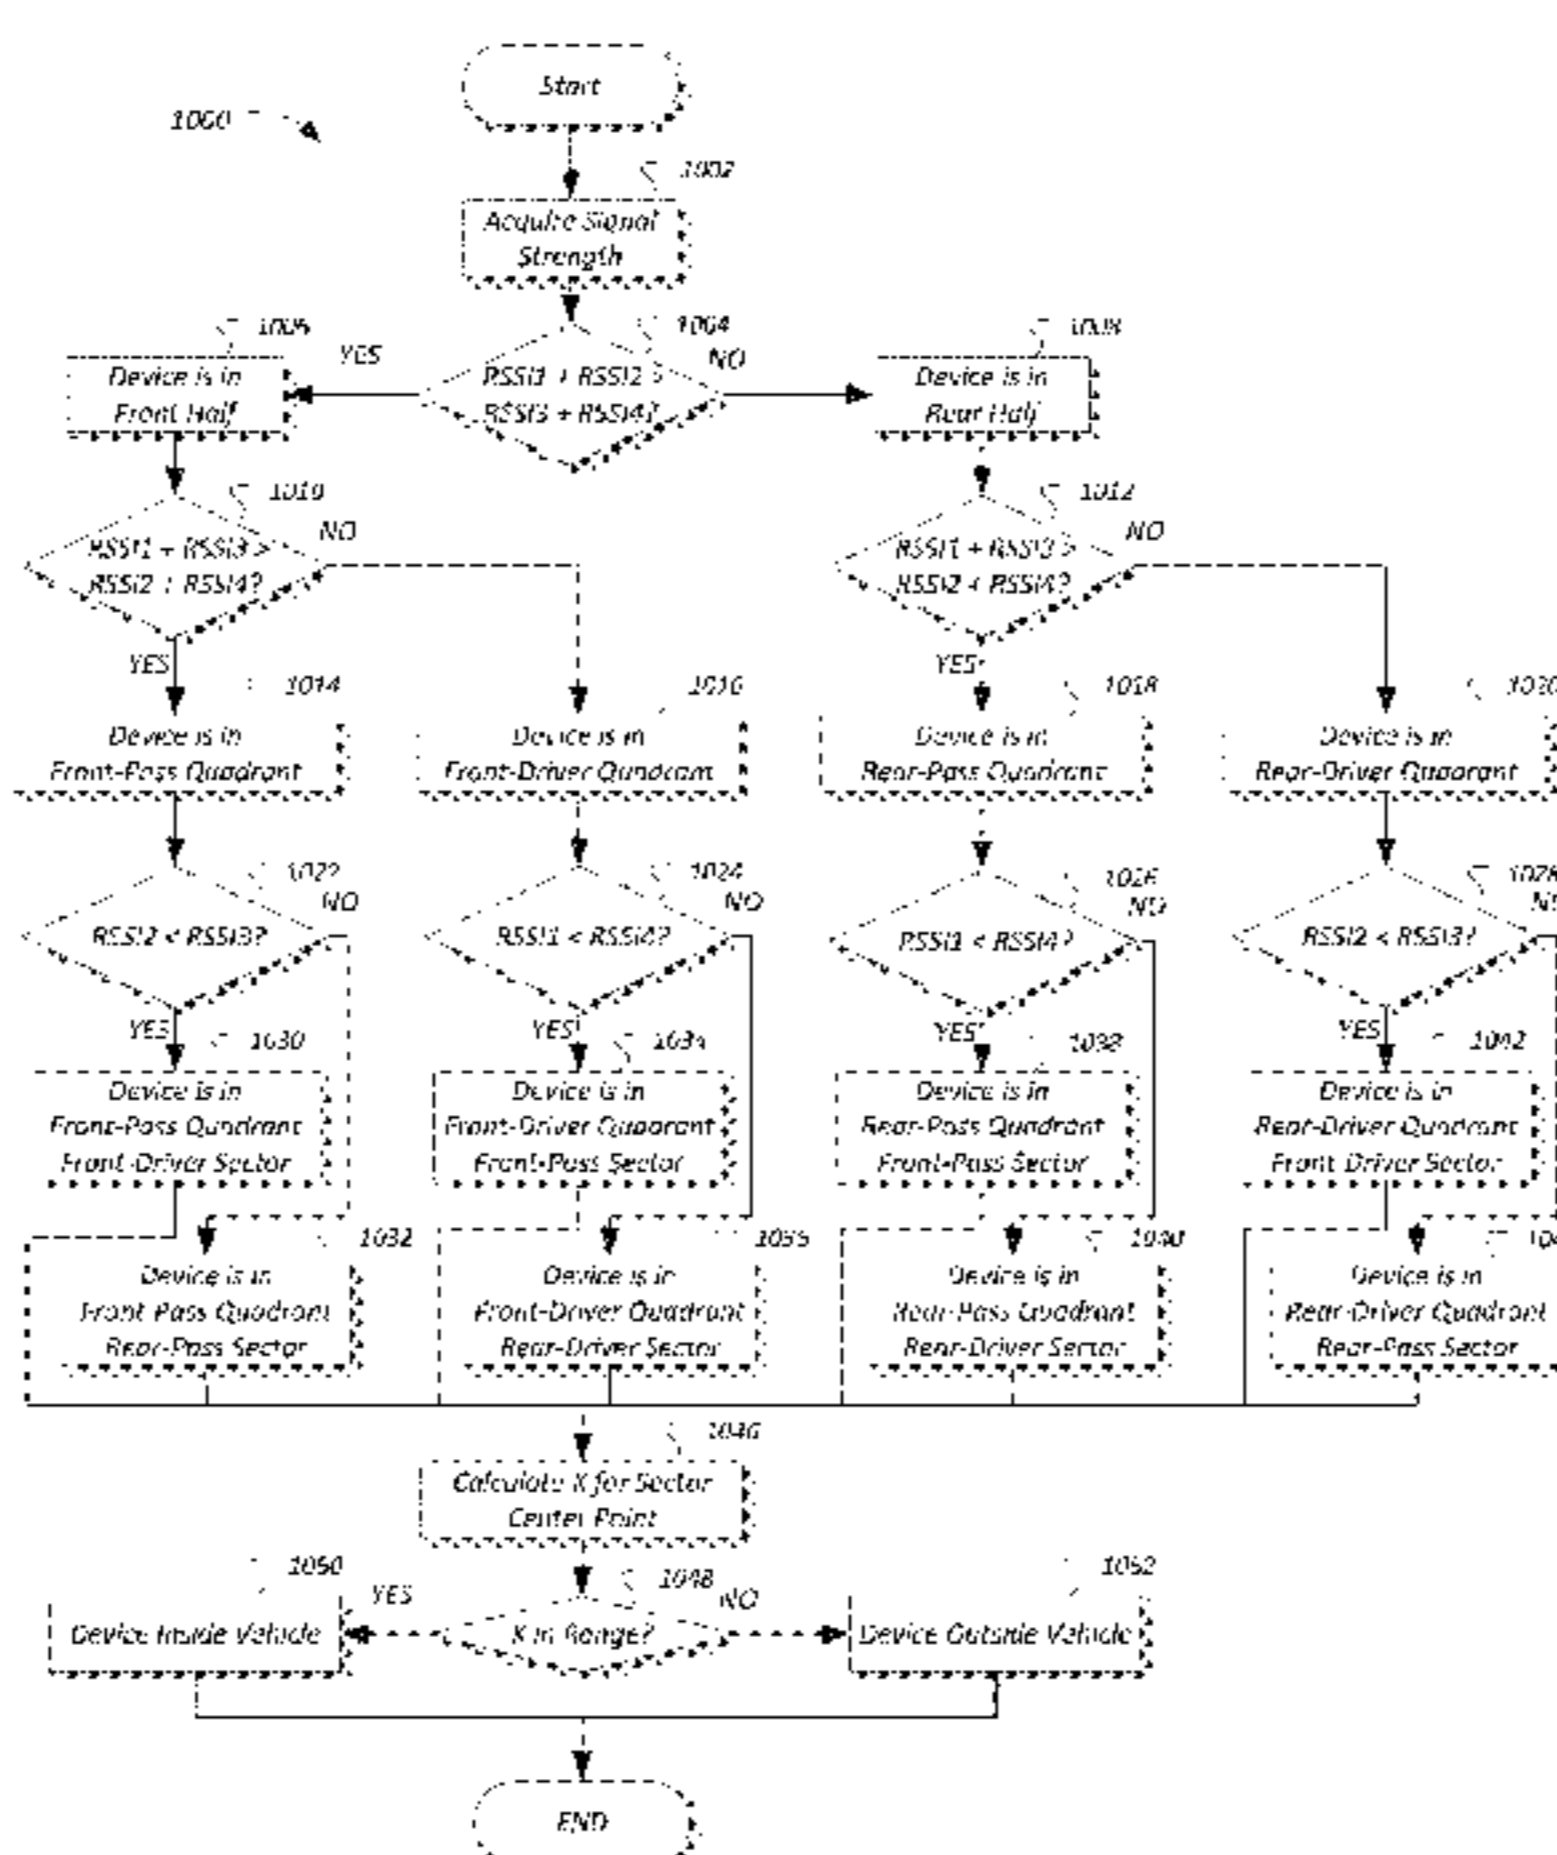 Start
1000
1002
Acquire Signal
Strength
1006
YES
1004
NO
1008
Device is in
Front Half
RSSI1 + RSSI2 >
RSSI3 + RSSI4?
Device is in
Rear Half
1010
NO
1012
NO
RSSI1 + RSSI3 >
RSSI2 + RSSI4?
RSSI1 + RSSI3 >
RSSI2 + RSSI4?
YES
YES
1014
1016
1018
Device is in
Front-Pass Quadrant
Device is in
Front-Driver Quadrant
Device is in
Rear-Pass Quadrant
Device is in
Rear-Driver Quadrant
1022
NO
1024
NO
1026
NO
RSSI2 < RSSI3?
RSSI1 < RSSI4?
RSSI1 < RSSI4?
RSSI2 < RSSI3?
YES
1030
YES
1034
YES
1038
YES
1042
Device is in
Front-Pass Quadrant
Front-Driver Sector
Device is in
Front-Driver Quadrant
Front-Pass Sector
Device is in
Rear-Pass Quadrant
Front-Pass Sector
Device is in
Rear-Driver Quadrant
Front Driver Sector
1032
1036
1040
Device is in
Front Pass Quadrant
Rear-Pass Sector
Device is in
Front-Driver Quadrant
Rear-Driver Sector
Device is in
Rear-Pass Quadrant
Rear-Driver Sector
Device is in
Rear-Driver Quadrant
Rear-Pass Sector
1046
Calculate K for Sector
Center Point
1050
YES
1048
NO
1052
Device Inside Vehicle
K in Range?
Device Outside Vehicle
END